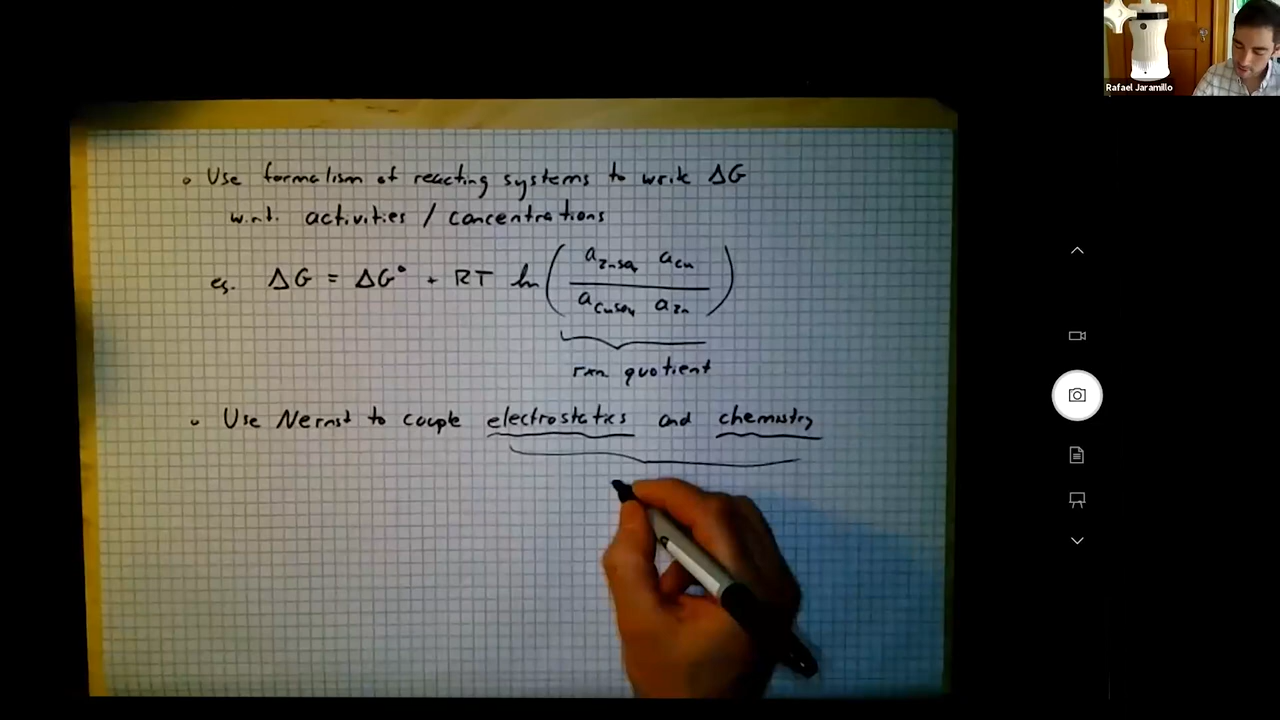 Rafael Jaramillo
• Use formalism of reacting systems to write ΔG
w.r.t. activities / concentrations
eg. ΔG = ΔG° + RT ln( a_ZnSO4 a_Cu / a_CuSO4 a_Zn )
rxn quotient
• Use Nernst to couple electrostatics and chemistry